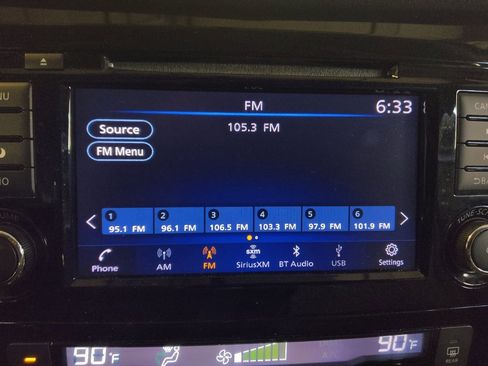 FM 6:33
Source 105.3 FM
FM Menu
1 2 3 4 5 6
95.1 FM 96.1 FM 106.5 FM 103.3 FM 97.9 FM 101.9 FM
Phone AM FM SiriusXM BT Audio USB Settings
sxm
90°F 90°F
REAR